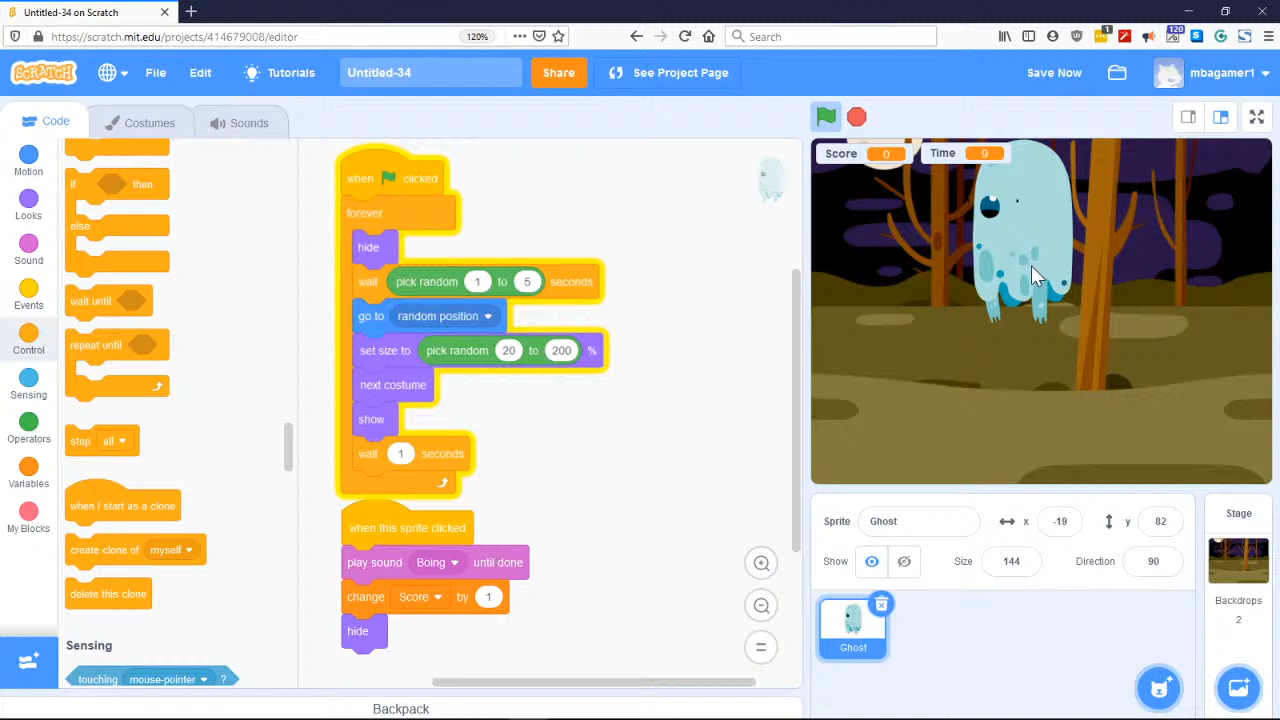 Untitled-34 on Scratch
https://scratch.mit.edu/projects/414679008/editor
120%
Search
1
120
SCRATCH
File
Edit
Tutorials
Untitled-34
Share
See Project Page
Save Now
mbagamer1
Code
Costumes
Sounds
Motion
Looks
Sound
Events
Control
Sensing
Operators
Variables
My Blocks
if then
else
wait until
repeat until
stop all
when I start as a clone
create clone of myself
delete this clone
Sensing
touching mouse-pointer ?
when clicked
forever
hide
wait pick random 1 to 5 seconds
go to random position
set size to pick random 20 to 200 %
next costume
show
wait 1 seconds
when this sprite clicked
play sound Boing until done
change Score by 1
hide
Backpack
Score 0
Time 9
Sprite Ghost
x -19
y 82
Show
Size 144
Direction 90
Ghost
Stage
Backdrops
2